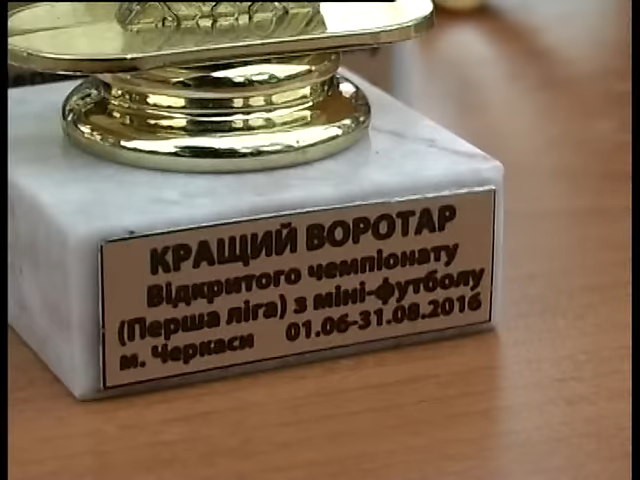 КРАЩИЙ ВОРОТАР
Відкритого чемпіонату
(Перша ліга) з міні-футболу
м. Черкаси 01.06-31.08.2016